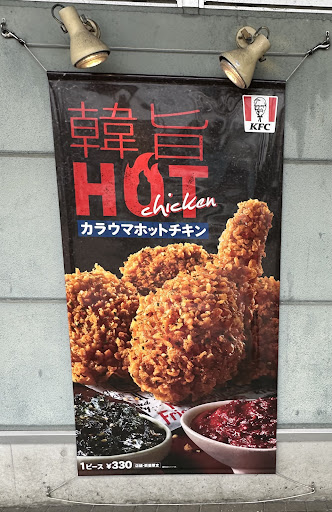 韓旨
KFC
HOT
chicken
カラウマホットチキン
1ピース ¥330